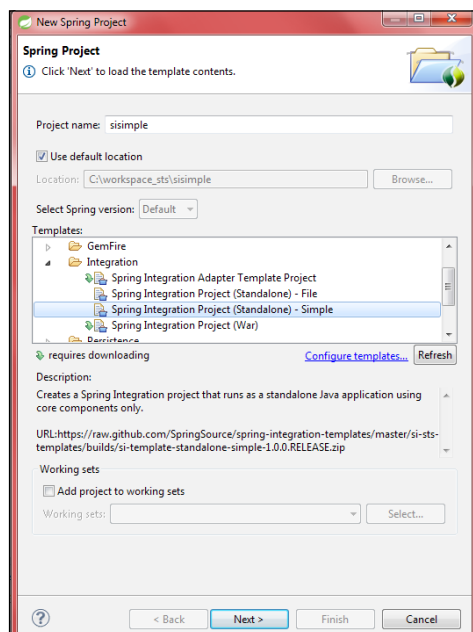 New Spring Project
Spring Project
Click 'Next' to load the template contents.
Project name: sisimple
Use default location
Location: C:\workspace_sts\sisimple Browse...
Select Spring version: Default
Templates:
GemFire
Integration
Spring Integration Adapter Template Project
Spring Integration Project (Standalone) - File
Spring Integration Project (Standalone) - Simple
Spring Integration Project (War)
Persistence
requires downloading Configure templates... Refresh
Description:
Creates a Spring Integration project that runs as a standalone Java application using
core components only.
URL:https://raw.github.com/SpringSource/spring-integration-templates/master/si-sts-
templates/builds/si-template-standalone-simple-1.0.0.RELEASE.zip
Working sets
Add project to working sets
Working sets: Select...
? < Back Next > Finish Cancel